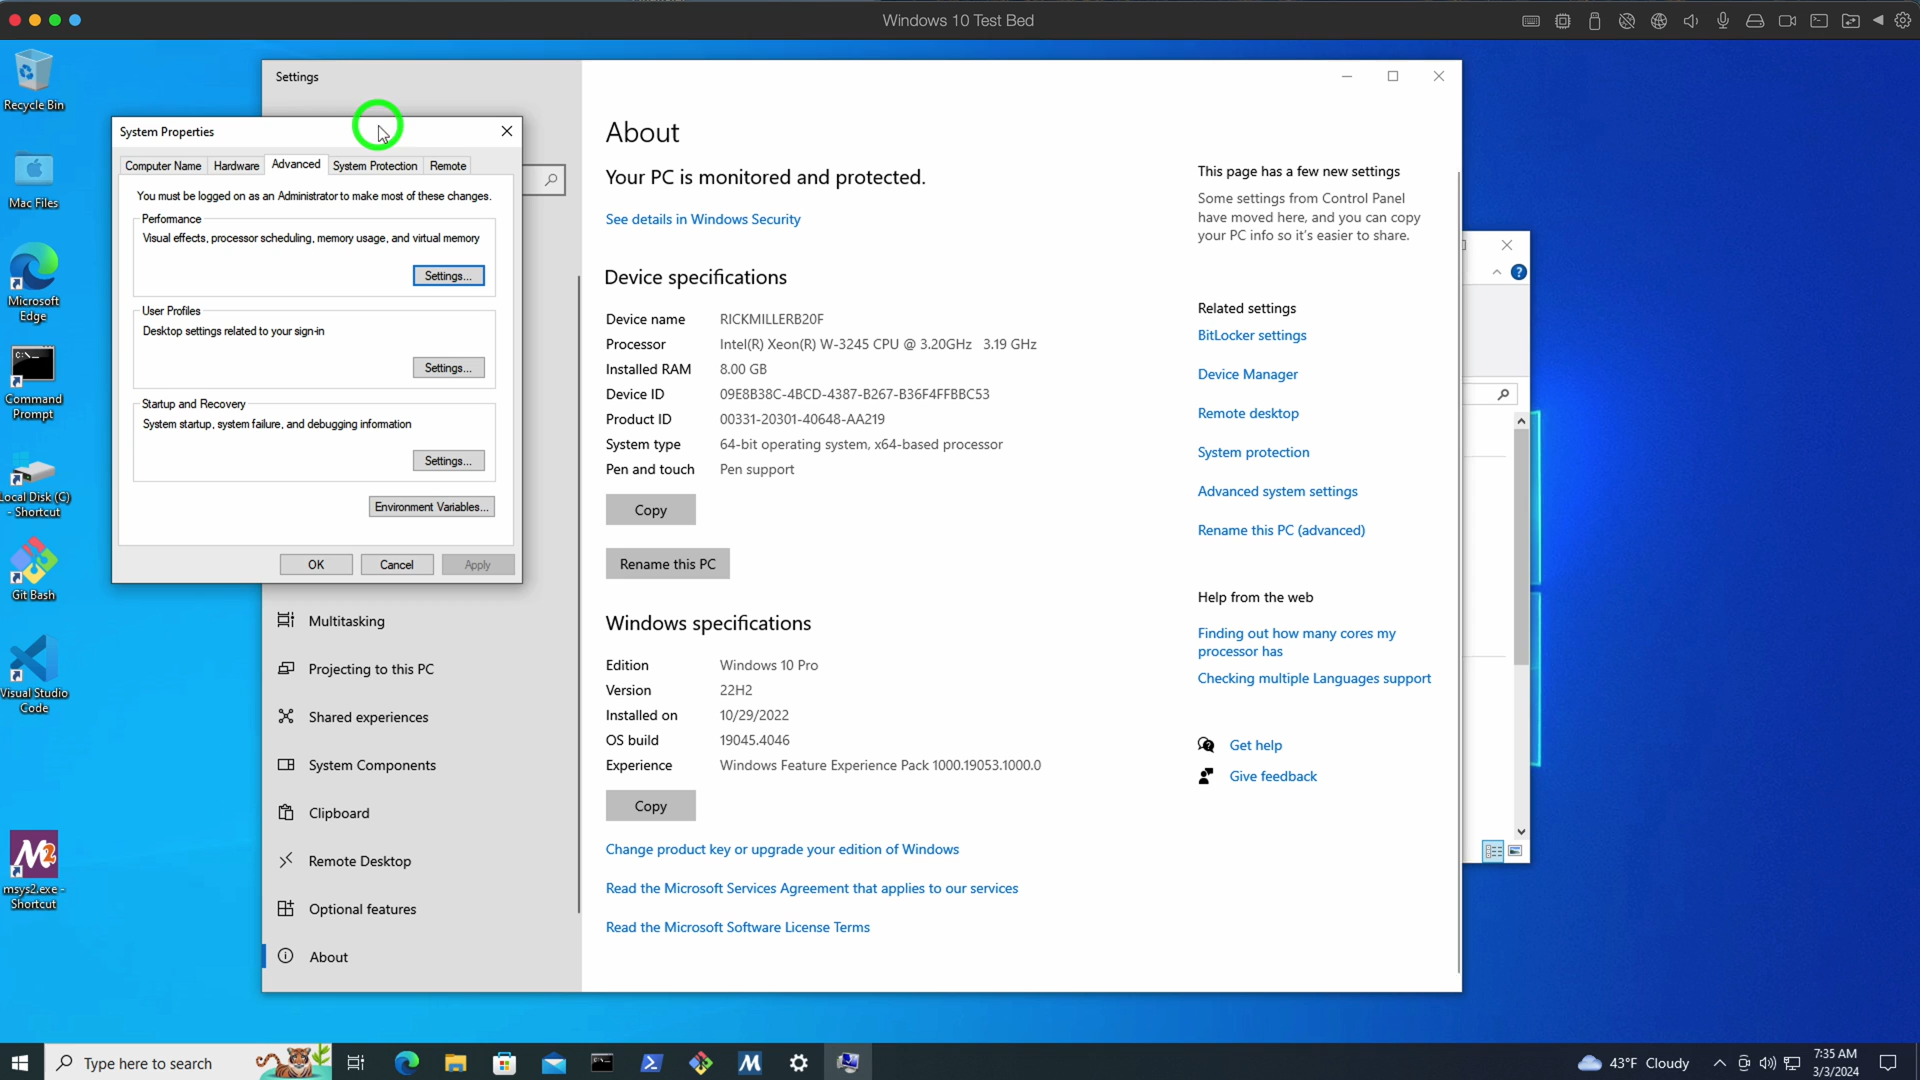 Windows 10 Test Bed
Recycle Bin
Mac Files
Microsoft
Edge
Command
Prompt
Local Disk (C)
- Shortcut
Git Bash
Visual Studio
Code
msys2.exe -
Shortcut
Settings
System Properties
Computer Name
Hardware
Advanced
System Protection
Remote
You must be logged on as an Administrator to make most of these changes.
Performance
Visual effects, processor scheduling, memory usage, and virtual memory
Settings...
User Profiles
Desktop settings related to your sign-in
Settings...
Startup and Recovery
System startup, system failure, and debugging information
Settings...
Environment Variables...
OK
Cancel
Apply
Multitasking
Projecting to this PC
Shared experiences
System Components
Clipboard
Remote Desktop
Optional features
About
About
Your PC is monitored and protected.
See details in Windows Security
Device specifications
Device name RICKMILLERB20F
Processor Intel(R) Xeon(R) W-3245 CPU @ 3.20GHz 3.19 GHz
Installed RAM 8.00 GB
Device ID 09E8B38C-4BCD-4387-B267-B36F4FFBBC53
Product ID 00331-20301-40648-AA219
System type 64-bit operating system, x64-based processor
Pen and touch Pen support
Copy
Rename this PC
Windows specifications
Edition Windows 10 Pro
Version 22H2
Installed on 10/29/2022
OS build 19045.4046
Experience Windows Feature Experience Pack 1000.19053.1000.0
Copy
Change product key or upgrade your edition of Windows
Read the Microsoft Services Agreement that applies to our services
Read the Microsoft Software License Terms
This page has a few new settings
Some settings from Control Panel
have moved here, and you can copy
your PC info so it's easier to share.
Related settings
BitLocker settings
Device Manager
Remote desktop
System protection
Advanced system settings
Rename this PC (advanced)
Help from the web
Finding out how many cores my
processor has
Checking multiple Languages support
Get help
Give feedback
Type here to search
43°F Cloudy
7:35 AM
3/3/2024